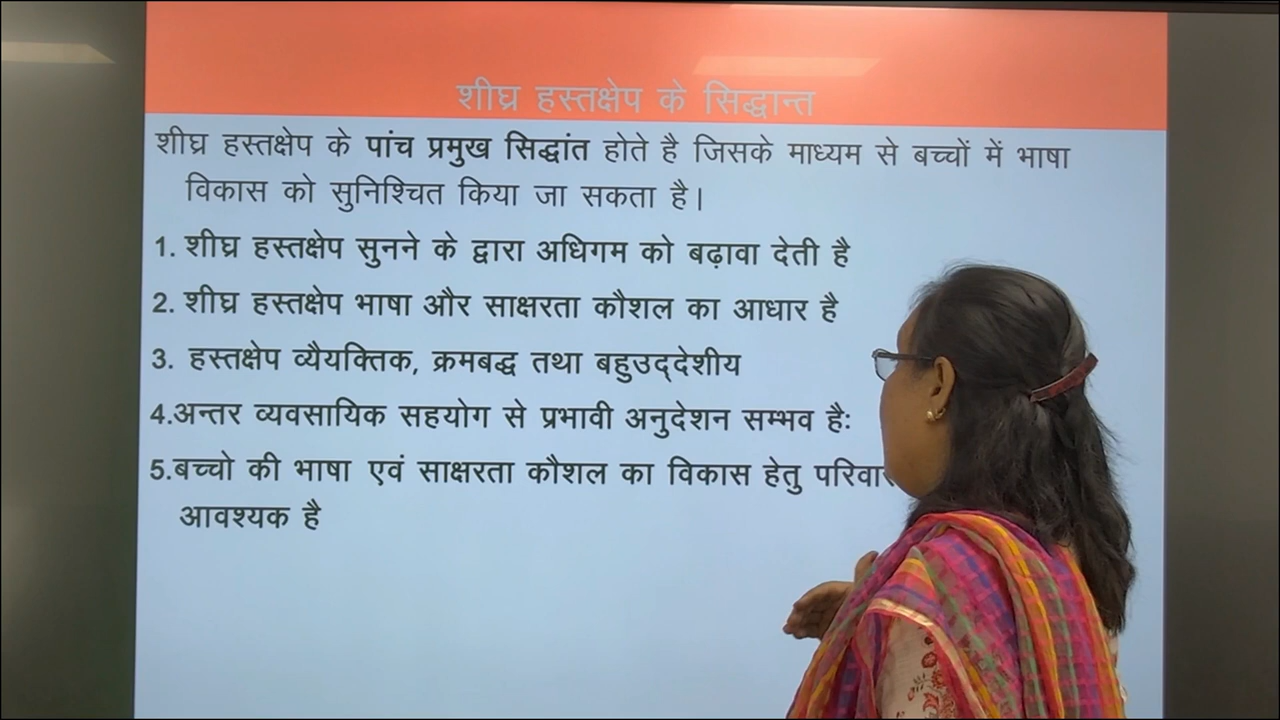 शीघ्र हस्तक्षेप के सिद्धान्त
शीघ्र हस्तक्षेप के पांच प्रमुख सिद्धांत होते है जिसके माध्यम से बच्चों में भाषा
विकास को सुनिश्चित किया जा सकता है।
1. शीघ्र हस्तक्षेप सुनने के द्वारा अधिगम को बढ़ावा देती है
2. शीघ्र हस्तक्षेप भाषा और साक्षरता कौशल का आधार है
3. हस्तक्षेप व्यैयक्तिक, क्रमबद्ध तथा बहुउद्देशीय
4.अन्तर व्यवसायिक सहयोग से प्रभावी अनुदेशन सम्भव हैः
5.बच्चो की भाषा एवं साक्षरता कौशल का विकास हेतु
आवश्यक है